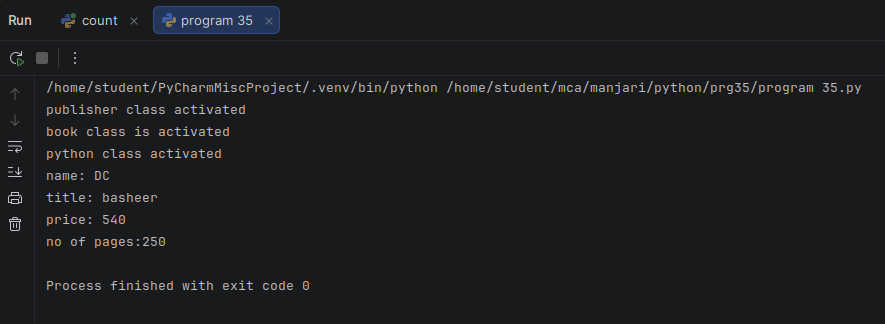 Run count × program 35 ×
/home/student/PyCharmMiscProject/.venv/bin/python /home/student/mca/manjari/python/prg35/program 35.py
publisher class activated
book class is activated
python class activated
name: DC
title: basheer
price: 540
no of pages:250
Process finished with exit code 0